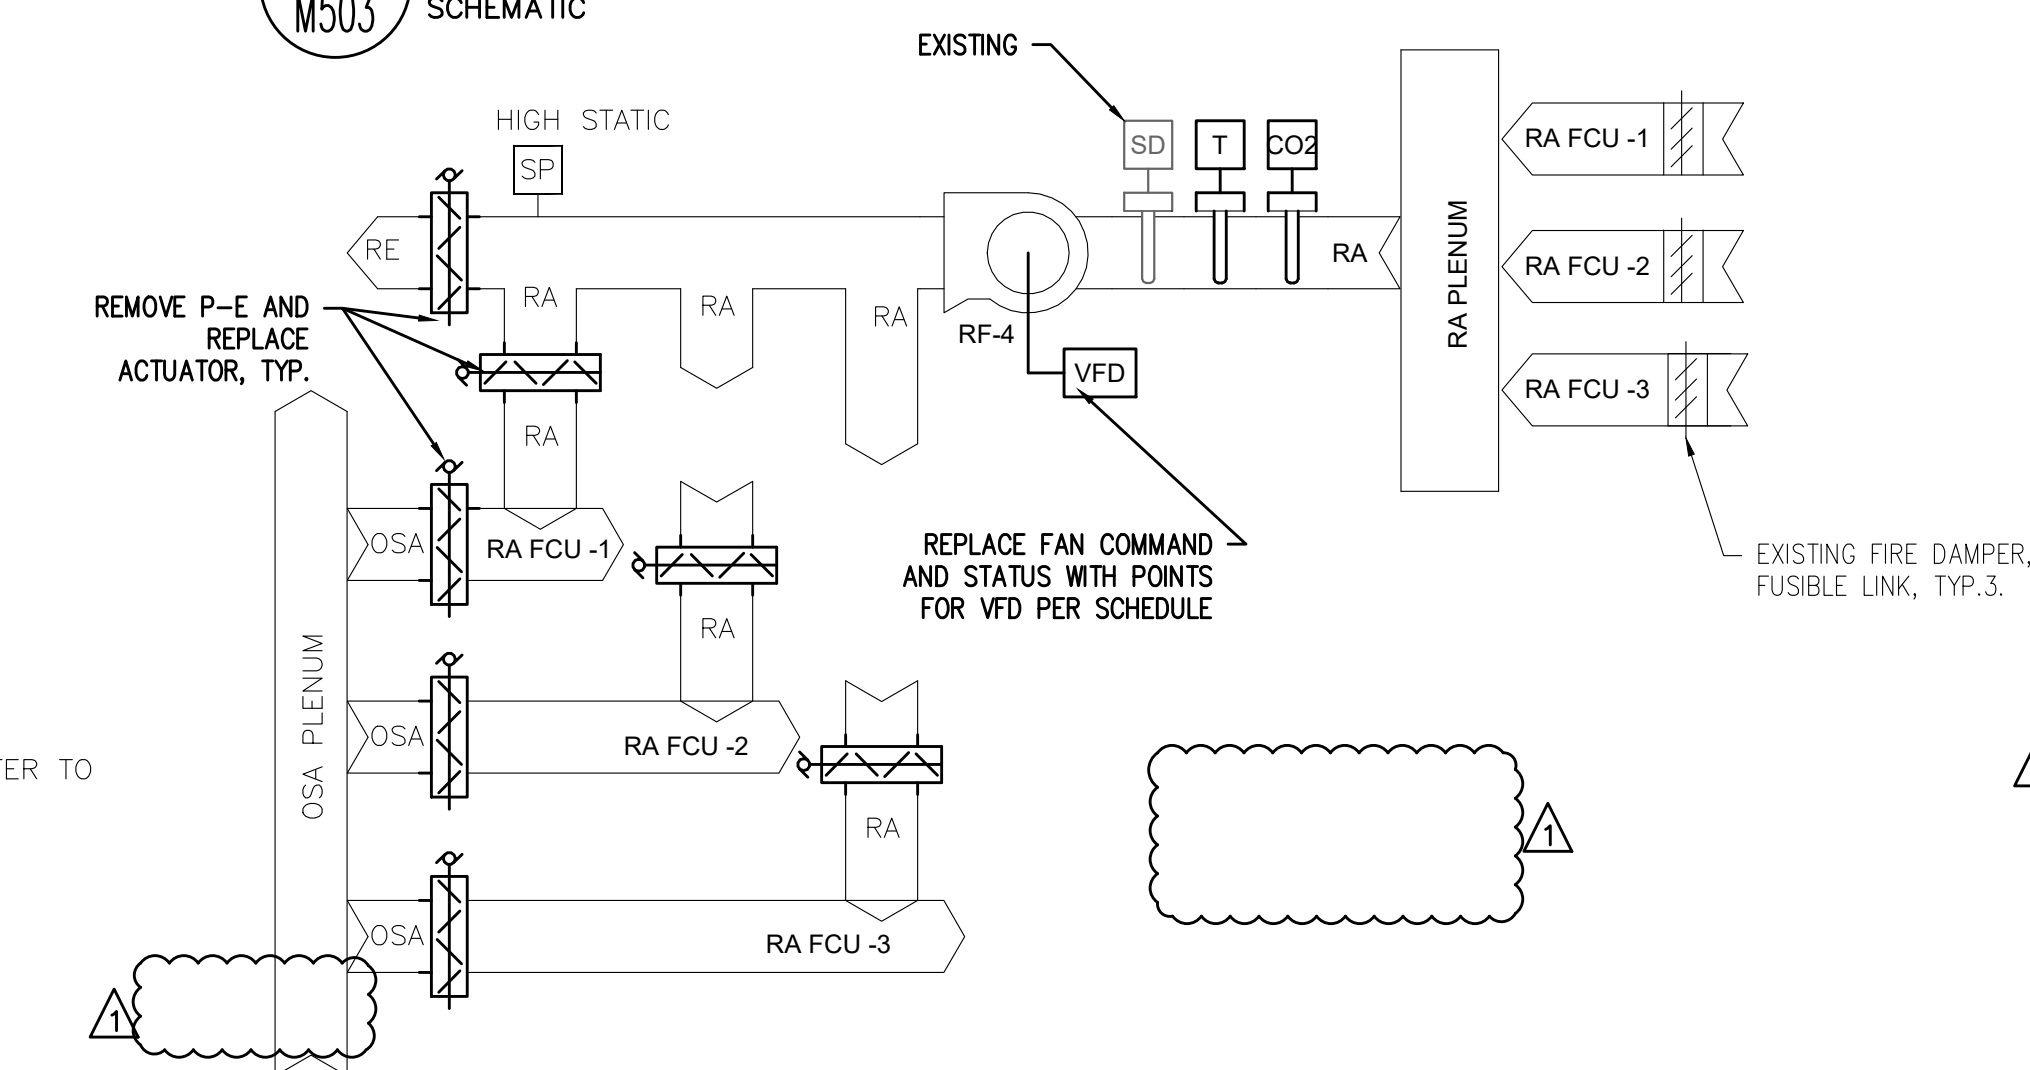 M503
SCHEMATIC
EXISTING
HIGH STATIC
SP
SD
T
CO2
RE
RA
RA
RA
RA
RA PLENUM
RA FCU -1
RA FCU -2
RA FCU -3
REMOVE P-E AND
REPLACE
ACTUATOR, TYP.
RF-4
VFD
RA
OSA
RA FCU -1
REPLACE FAN COMMAND
AND STATUS WITH POINTS
FOR VFD PER SCHEDULE
EXISTING FIRE DAMPER,
FUSIBLE LINK, TYP.3.
RA
OSA PLENUM
OSA
RA FCU -2
TO
RA
1
OSA
RA FCU -3
1